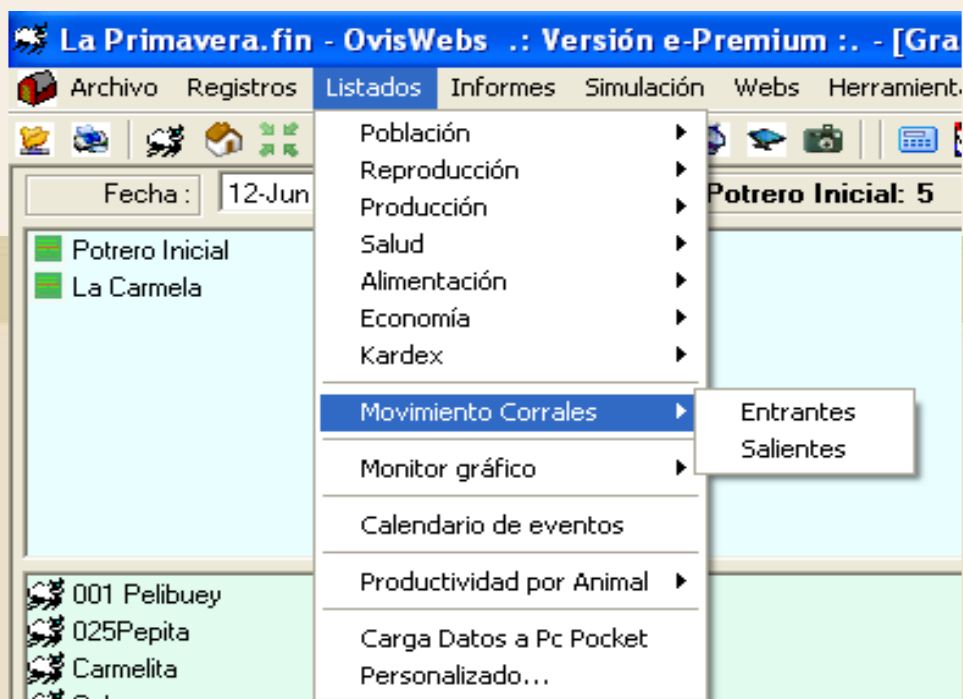 La Primavera.fin - OvisWebs .: Versión e-Premium :. - [Gra
Archivo Registros Listados Informes Simulación Webs Herramient
Fecha : 12-Jun Potrero Inicial: 5
Potrero Inicial
La Carmela
Población
Reproducción
Producción
Salud
Alimentación
Economía
Kardex
Movimiento Corrales
Entrantes
Salientes
Monitor gráfico
Calendario de eventos
Productividad por Animal
Carga Datos a Pc Pocket
Personalizado...
001 Pelibuey
025Pepita
Carmelita